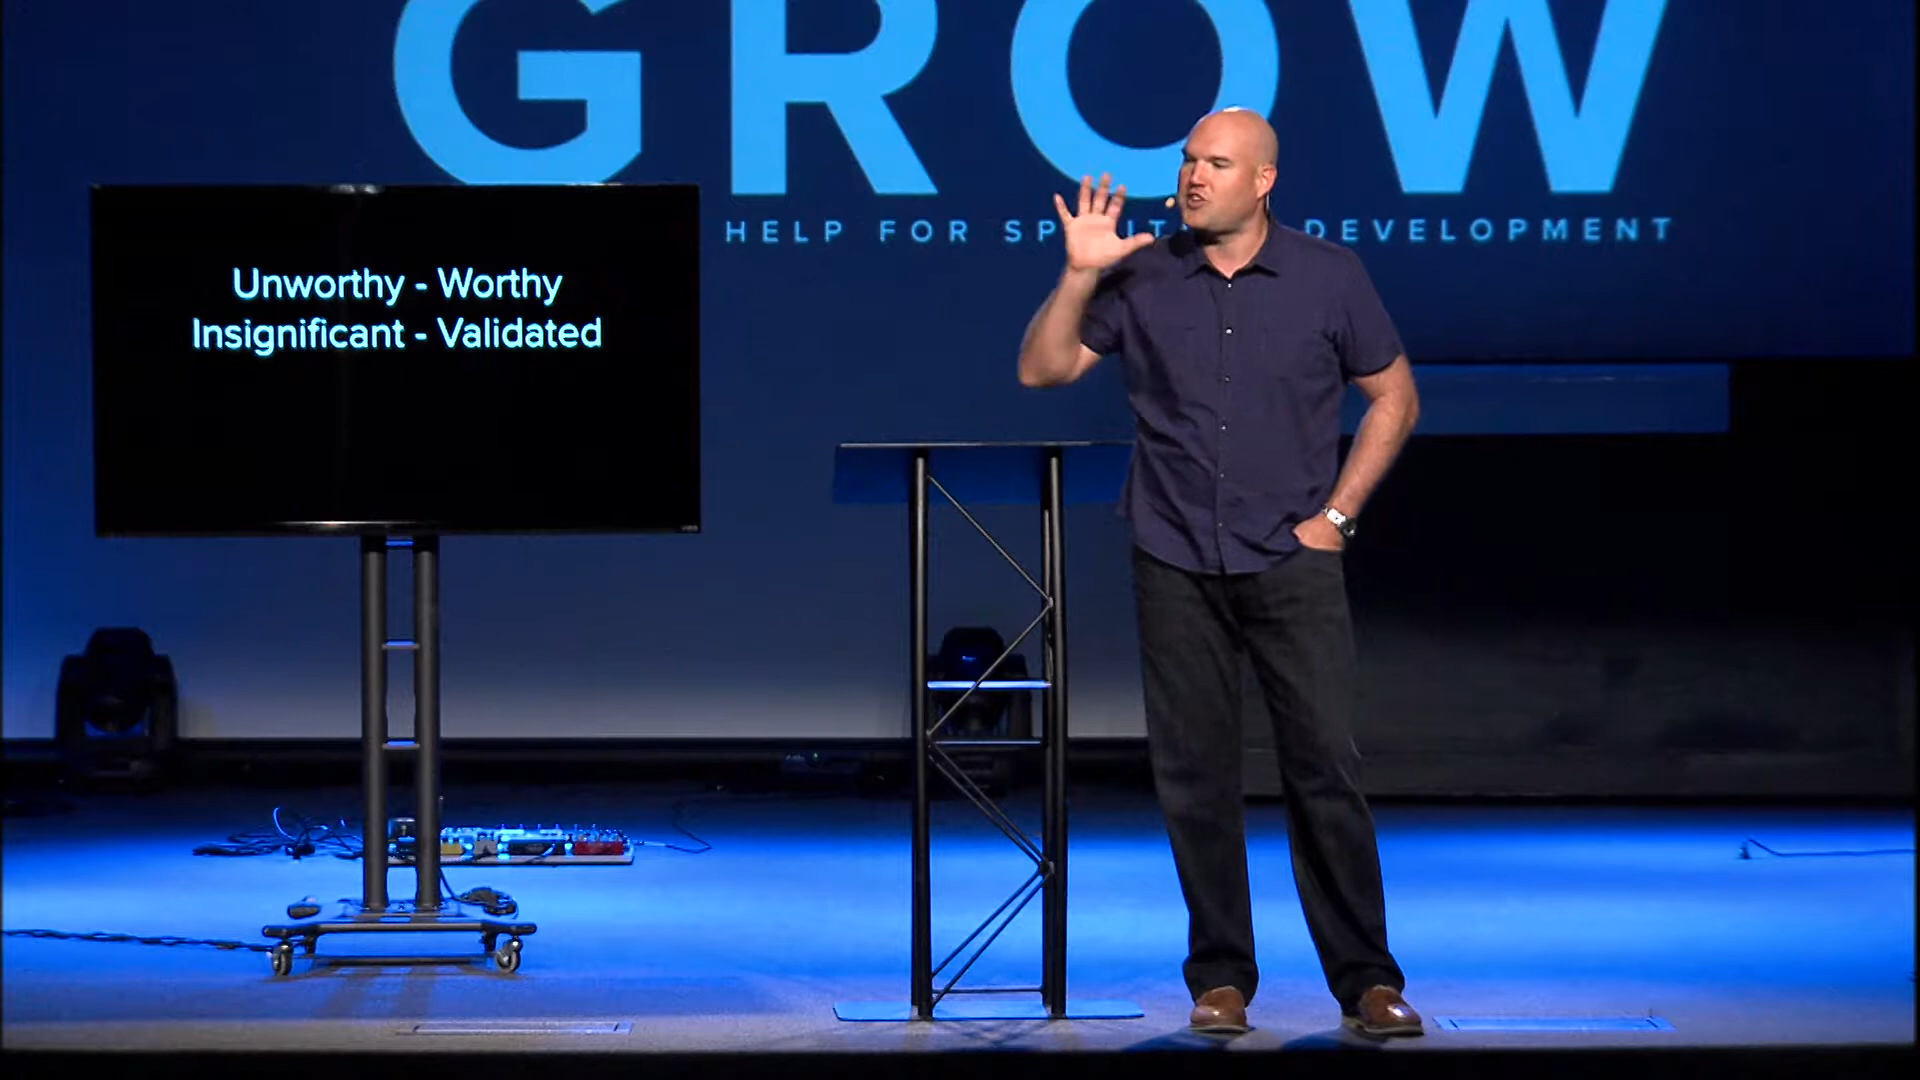 GROW
HELP FOR DEVELOPMENT
Unworthy - Worthy
Insignificant - Validated